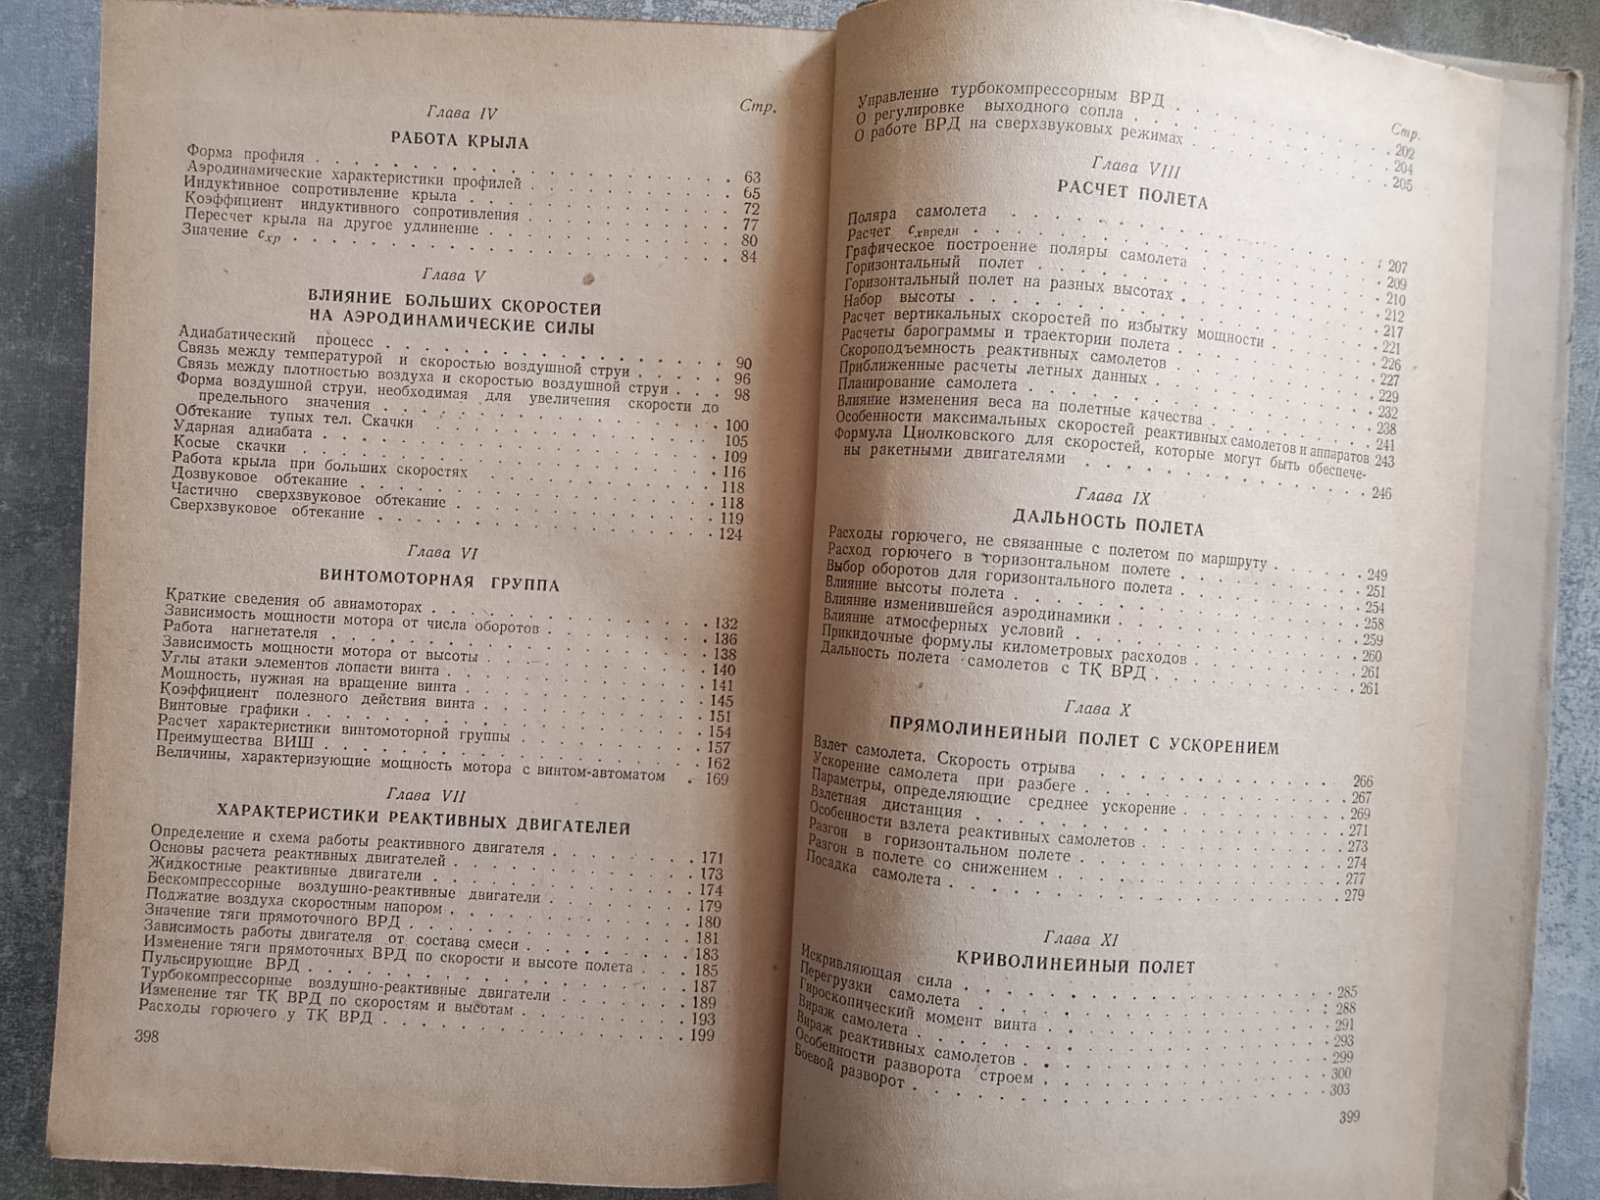 Глава IV
Стр.
РАБОТА КРЫЛА
Форма профиля . . . . . . . . . . . . . . . . 63
Аэродинамические характеристики профилей . . . . . . . . 65
Индуктивное сопротивление крыла . . . . . . . . . . 72
Коэффициент индуктивного сопротивления . . . . . . . . 77
Пересчет крыла на другое удлинение . . . . . . . . . 80
Значение cxp . . . . . . . . . . . . . . . . 84
Глава V
ВЛИЯНИЕ БОЛЬШИХ СКОРОСТЕЙ
НА АЭРОДИНАМИЧЕСКИЕ СИЛЫ
Адиабатический процесс . . . . . . . . . . . . . 90
Связь между температурой и скоростью воздушной струи . . . . . 96
Связь между плотностью воздуха и скоростью воздушной струи . . . 98
Форма воздушной струи, необходимая для увеличения скорости до
предельного значения . . . . . . . . . . . . . 100
Обтекание тупых тел. Скачки . . . . . . . . . . . 105
Ударная адиабата . . . . . . . . . . . . . . . 109
Косые скачки . . . . . . . . . . . . . . . . 116
Работа крыла при больших скоростях . . . . . . . . . 118
Дозвуковое обтекание . . . . . . . . . . . . . . 118
Частично сверхзвуковое обтекание . . . . . . . . . . 119
Сверхзвуковое обтекание . . . . . . . . . . . . . 124
Глава VI
ВИНТОМОТОРНАЯ ГРУППА
Краткие сведения об авиамоторах . . . . . . . . . . 132
Зависимость мощности мотора от числа оборотов . . . . . . 136
Работа нагнетателя . . . . . . . . . . . . . . 138
Зависимость мощности мотора от высоты . . . . . . . . 140
Углы атаки элементов лопасти винта . . . . . . . . . 141
Мощность, нужная на вращение винта . . . . . . . . . 145
Коэффициент полезного действия винта . . . . . . . . 151
Винтовые графики . . . . . . . . . . . . . . . 154
Расчет характеристики винтомоторной группы . . . . . . . 157
Преимущества ВИШ . . . . . . . . . . . . . . 162
Величины, характеризующие мощность мотора с винтом-автоматом . 169
Глава VII
ХАРАКТЕРИСТИКИ РЕАКТИВНЫХ ДВИГАТЕЛЕЙ
Определение и схема работы реактивного двигателя . . . . . . 171
Основы расчета реактивных двигателей . . . . . . . . . 173
Жидкостные реактивные двигатели . . . . . . . . . . 174
Бескомпрессорные воздушно-реактивные двигатели . . . . . . 179
Поджатие воздуха скоростным напором . . . . . . . . . 180
Значение тяги прямоточного ВРД . . . . . . . . . . 181
Зависимость работы двигателя от состава смеси . . . . . . . 183
Изменение тяги прямоточных ВРД по скорости и высоте полета . . . 185
Пульсирующие ВРД . . . . . . . . . . . . . . 187
Турбокомпрессорные воздушно-реактивные двигатели . . . . . 189
Изменение тяг ТК ВРД по скоростям и высотам . . . . . . . 193
Расходы горючего у ТК ВРД . . . . . . . . . . . . 199
398
Стр.
Управление турбокомпрессорным ВРД . . . . . . . . . 202
О регулировке выходного сопла . . . . . . . . . . . 204
О работе ВРД на сверхзвуковых режимах . . . . . . . . 205
Глава VIII
РАСЧЕТ ПОЛЕТА
Поляра самолета . . . . . . . . . . . . . . . 207
Расчет cхвредн . . . . . . . . . . . . . . . . 209
Графическое построение поляры самолета . . . . . . . . 210
Горизонтальный полет . . . . . . . . . . . . . . 212
Горизонтальный полет на разных высотах . . . . . . . . 217
Набор высоты . . . . . . . . . . . . . . . . 221
Расчет вертикальных скоростей по избытку мощности . . . . . 226
Расчеты барограммы и траектории полета . . . . . . . . 227
Скороподъемность реактивных самолетов . . . . . . . . 229
Приближенные расчеты летных данных . . . . . . . . . 232
Планирование самолета . . . . . . . . . . . . . 238
Влияние изменения веса на полетные качества . . . . . . . 241
Особенности максимальных скоростей реактивных самолетов и аппаратов 243
Формула Циолковского для скоростей, которые могут быть обеспече-
ны ракетными двигателями . . . . . . . . . . . . 246
Глава IX
ДАЛЬНОСТЬ ПОЛЕТА
Расходы горючего, не связанные с полетом по маршруту . . . . . 249
Расход горючего в горизонтальном полете . . . . . . . . 251
Выбор оборотов для горизонтального полета . . . . . . . . 254
Влияние высоты полета . . . . . . . . . . . . . 258
Влияние изменившейся аэродинамики . . . . . . . . . 259
Влияние атмосферных условий . . . . . . . . . . . 260
Прикидочные формулы километровых расходов . . . . . . . 261
Дальность полета самолетов с ТК ВРД . . . . . . . . . 261
Глава X
ПРЯМОЛИНЕЙНЫЙ ПОЛЕТ С УСКОРЕНИЕМ
Взлет самолета. Скорость отрыва . . . . . . . . . . 266
Ускорение самолета при разбеге . . . . . . . . . . . 267
Параметры, определяющие среднее ускорение . . . . . . . 269
Взлетная дистанция . . . . . . . . . . . . . . 271
Особенности взлета реактивных самолетов . . . . . . . . 273
Разгон в горизонтальном полете . . . . . . . . . . . 274
Разгон в полете со снижением . . . . . . . . . . . 277
Посадка самолета . . . . . . . . . . . . . . . 279
Глава XI
КРИВОЛИНЕЙНЫЙ ПОЛЕТ
Искривляющая сила . . . . . . . . . . . . . . 285
Перегрузки самолета . . . . . . . . . . . . . . 288
Гироскопический момент винта . . . . . . . . . . . 291
Вираж самолета . . . . . . . . . . . . . . . 293
Вираж реактивных самолетов . . . . . . . . . . . . 299
Особенности разворота строем . . . . . . . . . . . 300
Боевой разворот . . . . . . . . . . . . . . . 303
399